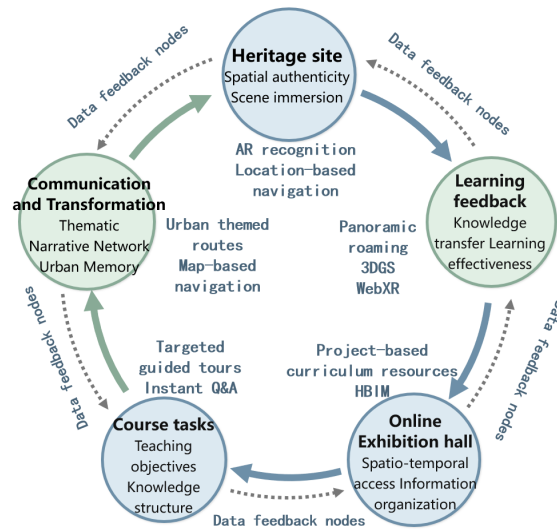 Data feedback nodes
Heritage site
Spatial authenticity
Scene immersion
Data feedback nodes
AR recognition
Location-based
navigation
Communication
and Transformation
Thematic
Narrative Network
Urban Memory
Urban themed
routes
Map-based
navigation
Panoramic
roaming
3DGS
WebXR
Learning
feedback
Knowledge
transfer Learning
effectiveness
Data feedback nodes
Targeted
guided tours
Instant Q&A
Project-based
curriculum resources
HBIM
Data feedback nodes
Course tasks
Teaching
objectives
Knowledge
structure
Online
Exhibition hall
Spatio-temporal
access Information
organization
Data feedback nodes